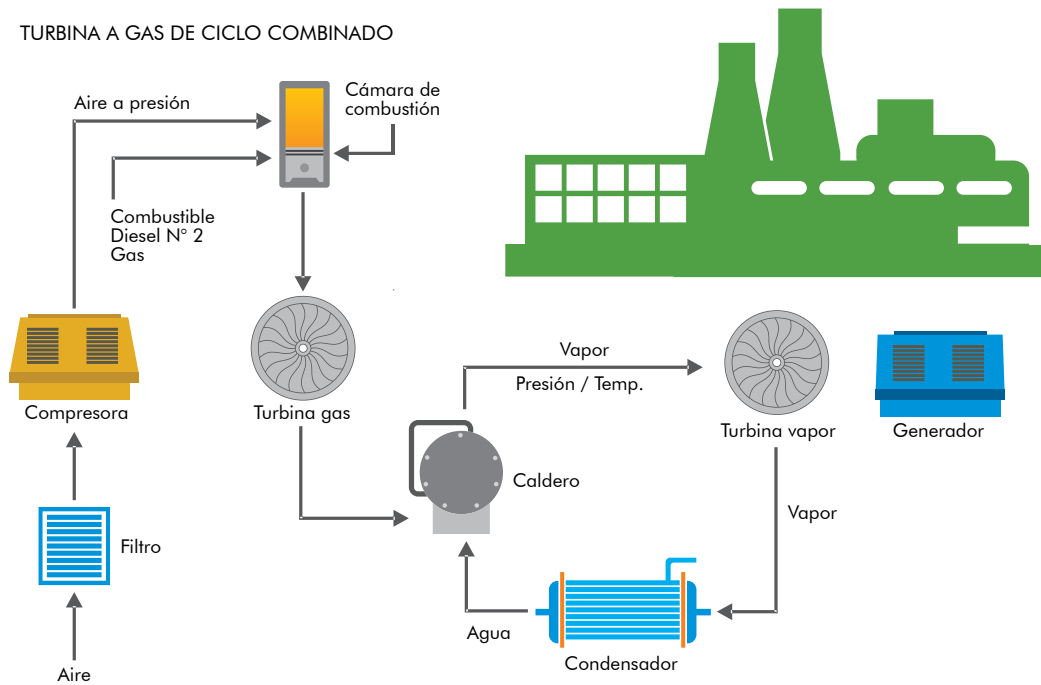 TURBINA A GAS DE CICLO COMBINADO
Aire a presión
Cámara de
combustión
Combustible
Diesel N° 2
Gas
Compresora
Turbina gas
Vapor
Presión / Temp.
Turbina vapor
Generador
Caldero
Vapor
Filtro
Agua
Condensador
Aire